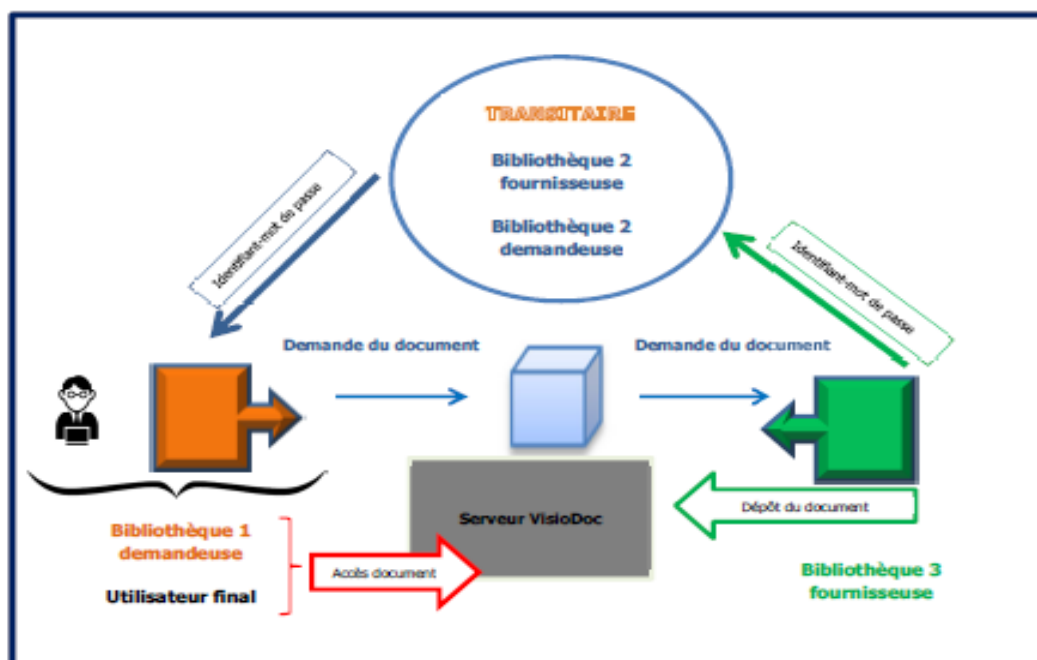 TRANSITAIRE
Bibliothèque 2
fournisseuse
Bibliothèque 2
demandeuse
Identifiant-mot de passe
Identifiant-mot de passe
Demande du document
Demande du document
Serveur VisioDoc
Dépôt du document
Bibliothèque 1
demandeuse
Utilisateur final
Accès document
Bibliothèque 3
fournisseuse